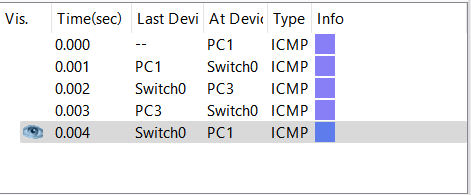 Vis. Time(sec) Last Devi At Devic Type Info
0.000 -- PC1 ICMP
0.001 PC1 Switch0 ICMP
0.002 Switch0 PC3 ICMP
0.003 PC3 Switch0 ICMP
0.004 Switch0 PC1 ICMP